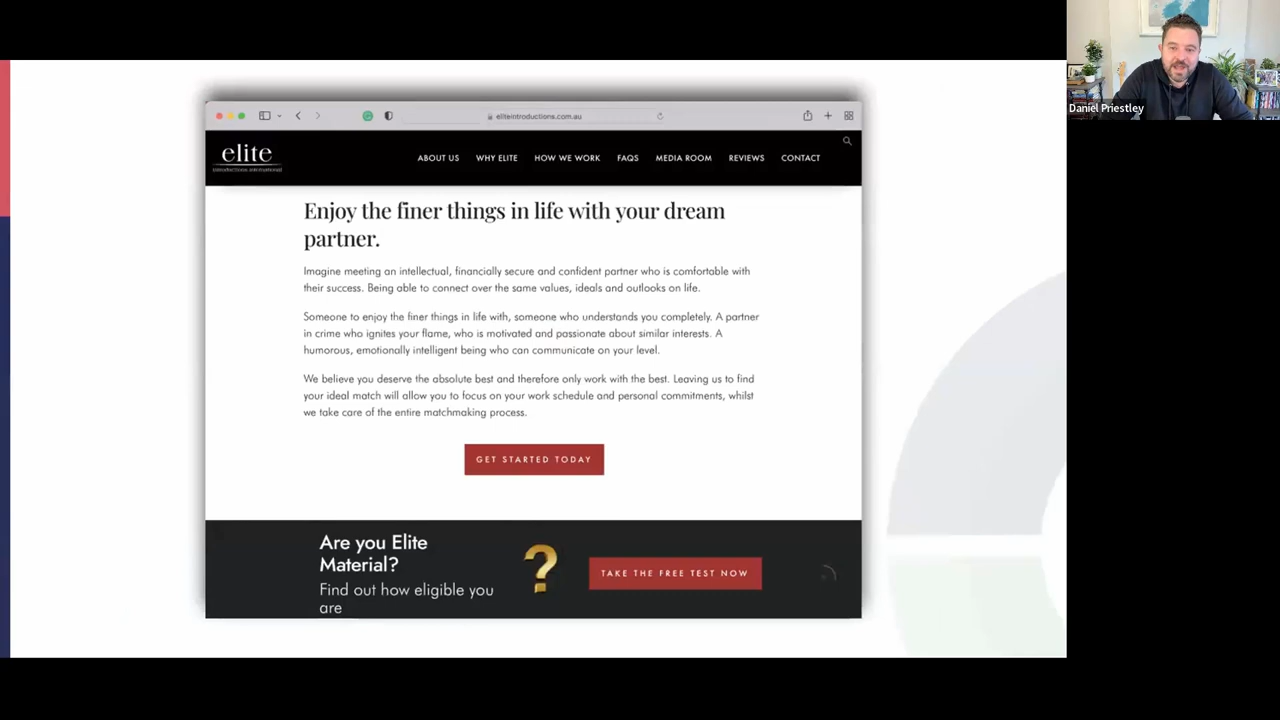 Daniel Priestley
eliteintroductions.com.au
elite
introductions international
ABOUT US
WHY ELITE
HOW WE WORK
FAQS
MEDIA ROOM
REVIEWS
CONTACT
Enjoy the finer things in life with your dream
partner.
Imagine meeting an intellectual, financially secure and confident partner who is comfortable with
their success. Being able to connect over the same values, ideals and outlooks on life.
Someone to enjoy the finer things in life with, someone who understands you completely. A partner
in crime who ignites your flame, who is motivated and passionate about similar interests. A
humorous, emotionally intelligent being who can communicate on your level.
We believe you deserve the absolute best and therefore only work with the best. Leaving us to find
your ideal match will allow you to focus on your work schedule and personal commitments, whilst
we take care of the entire matchmaking process.
GET STARTED TODAY
Are you Elite
Material?
Find out how eligible you
are
?
TAKE THE FREE TEST NOW